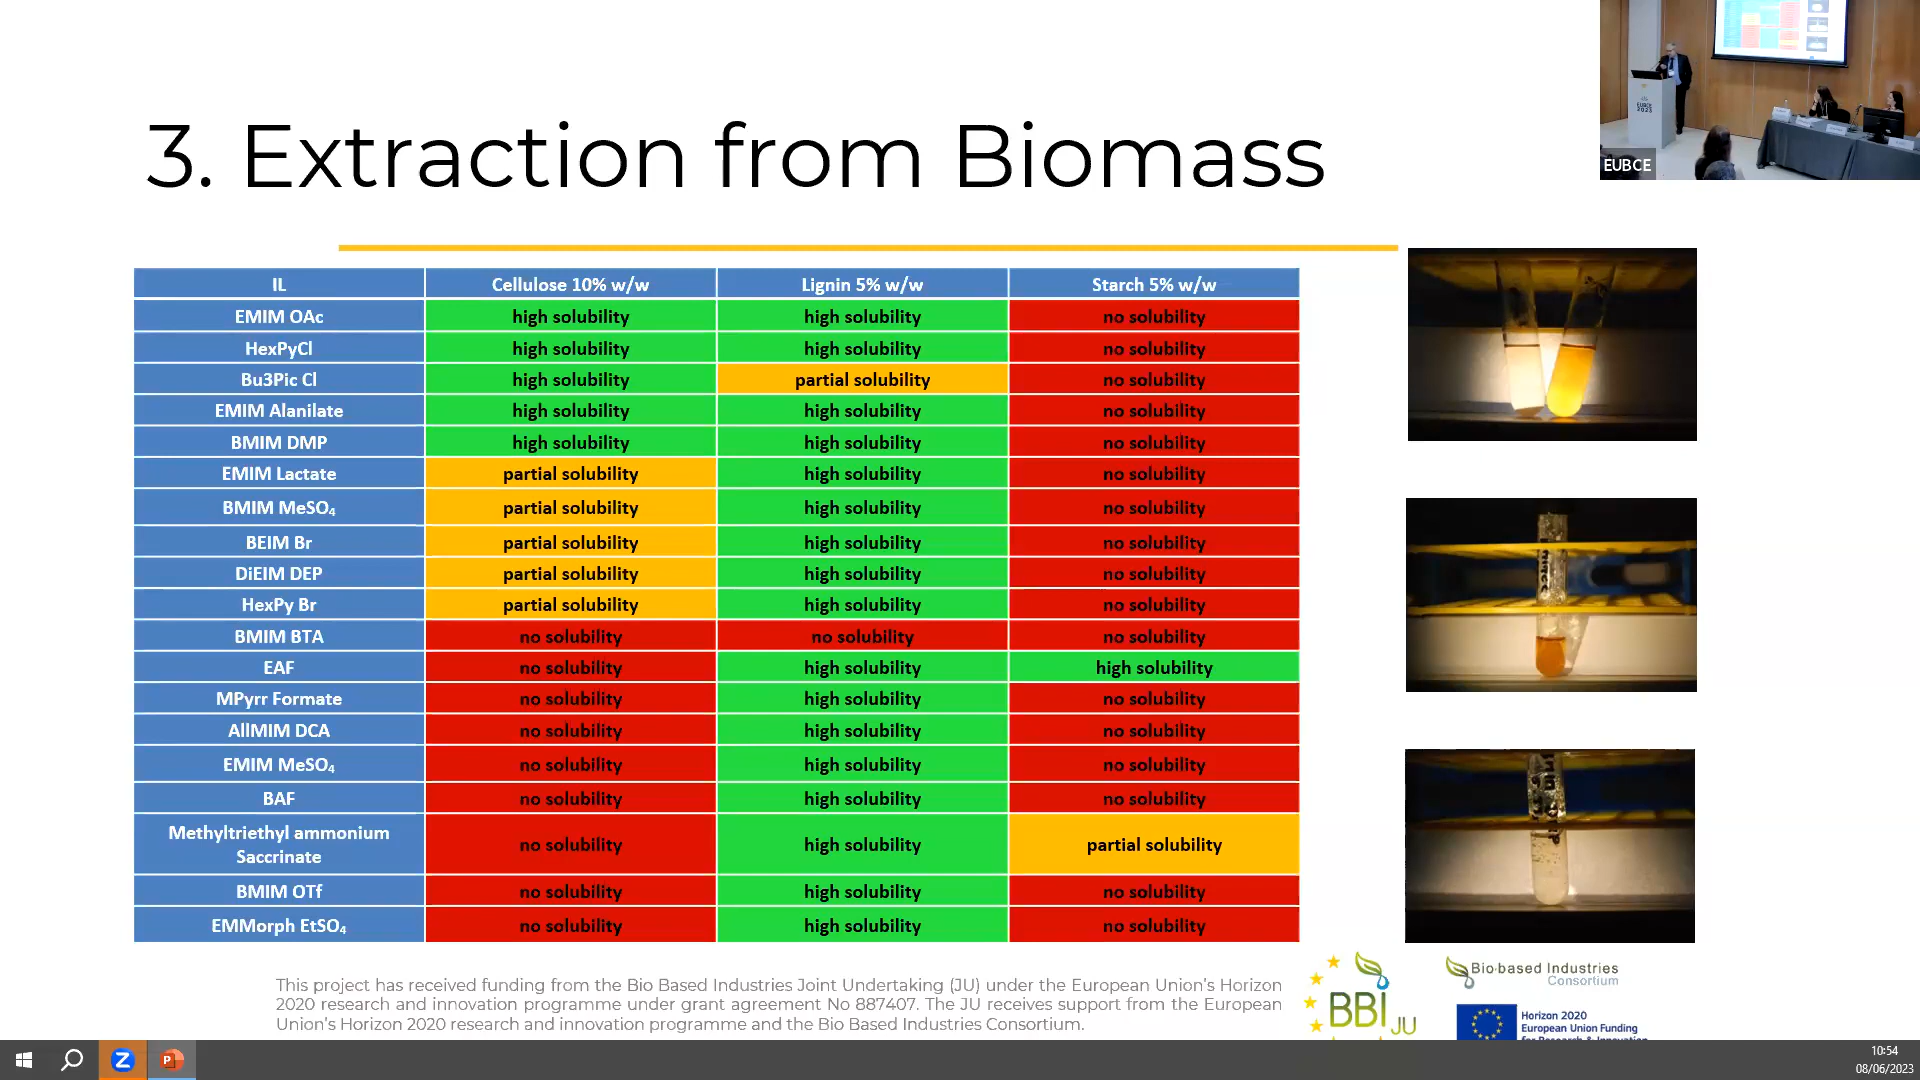 EUBCE
3. Extraction from Biomass
IL Cellulose 10% w/w Lignin 5% w/w Starch 5% w/w
EMIM OAc high solubility high solubility no solubility
HexPyCl high solubility high solubility no solubility
Bu3Pic Cl high solubility partial solubility no solubility
EMIM Alanilate high solubility high solubility no solubility
BMIM DMP high solubility high solubility no solubility
EMIM Lactate partial solubility high solubility no solubility
BMIM MeSO₄ partial solubility high solubility no solubility
BEIM Br partial solubility high solubility no solubility
DiEIM DEP partial solubility high solubility no solubility
HexPy Br partial solubility high solubility no solubility
BMIM BTA no solubility no solubility no solubility
EAF no solubility high solubility high solubility
MPyrr Formate no solubility high solubility no solubility
AllMIM DCA no solubility high solubility no solubility
EMIM MeSO₄ no solubility high solubility no solubility
BAF no solubility high solubility no solubility
Methyltriethyl ammonium
Saccrinate no solubility high solubility partial solubility
BMIM OTf no solubility high solubility no solubility
EMMorph EtSO₄ no solubility high solubility no solubility
This project has received funding from the Bio Based Industries Joint Undertaking (JU) under the European Union's Horizon
2020 research and innovation programme under grant agreement No 887407. The JU receives support from the European
Union's Horizon 2020 research and innovation programme and the Bio Based Industries Consortium.
BBI JU
Bio-based Industries
Consortium
Horizon 2020
European Union Funding
for Research & Innovation
10:54
08/06/2023